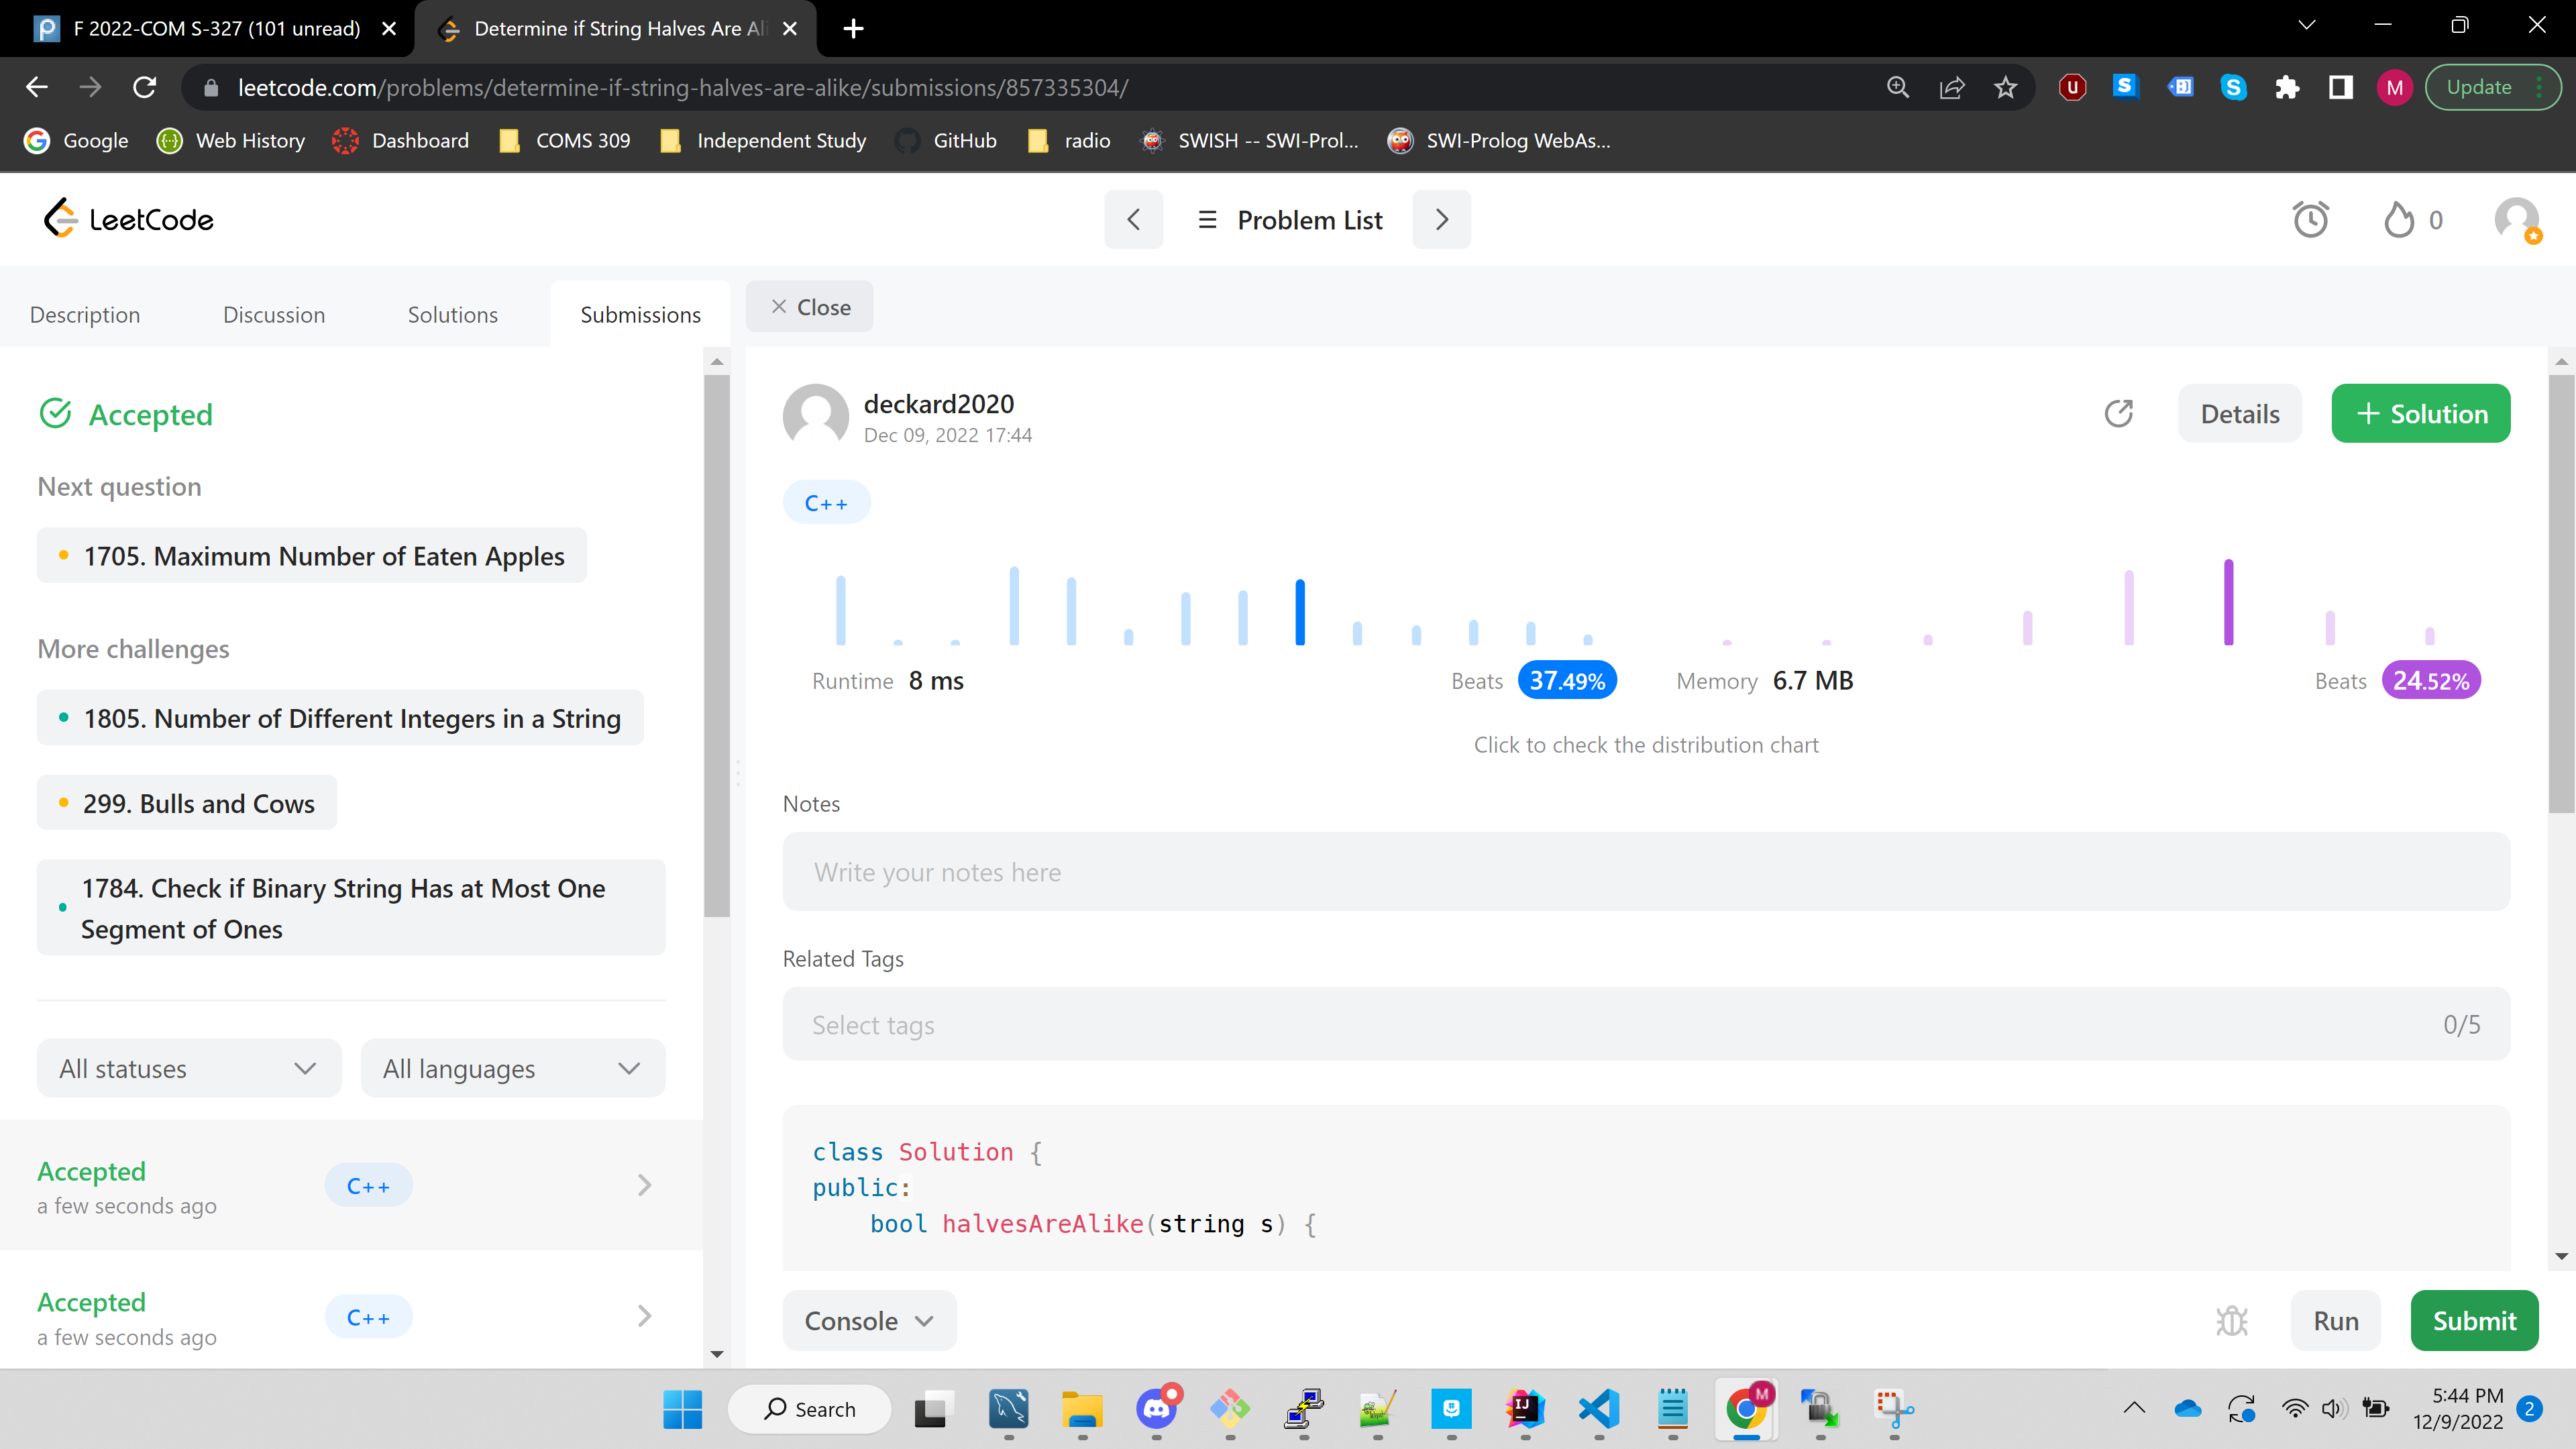 F 2022-COM S-327 (101 unread)
Determine if String Halves Are Ali
leetcode.com/problems/determine-if-string-halves-are-alike/submissions/857335304/
M
Update
Google
Web History
Dashboard
COMS 309
Independent Study
GitHub
radio
SWISH -- SWI-Prol...
SWI-Prolog WebAs...
LeetCode
Problem List
0
Description
Discussion
Solutions
Submissions
Close
Accepted
Next question
1705. Maximum Number of Eaten Apples
More challenges
1805. Number of Different Integers in a String
299. Bulls and Cows
1784. Check if Binary String Has at Most One
Segment of Ones
All statuses
All languages
Accepted
a few seconds ago
C++
Accepted
a few seconds ago
C++
deckard2020
Dec 09, 2022 17:44
Details
+ Solution
C++
Runtime 8 ms
Beats 37.49%
Memory 6.7 MB
Beats 24.52%
Click to check the distribution chart
Notes
Write your notes here
Related Tags
Select tags
0/5
class Solution {
public:
    bool halvesAreAlike(string s) {
Console
Run
Submit
Search
M
5:44 PM
12/9/2022
2